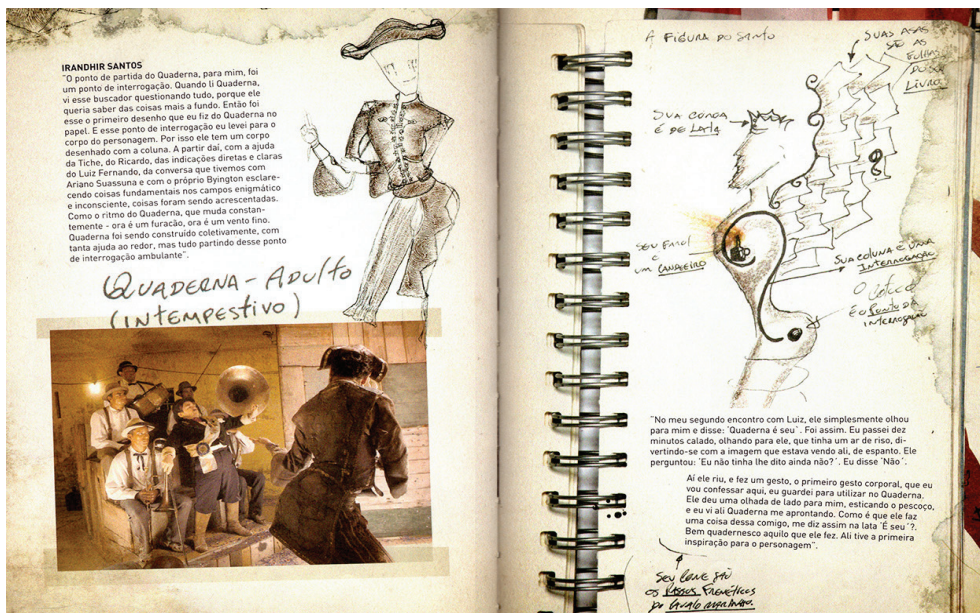 IRANDHIR SANTOS
"O ponto de partida do Quaderna, para mim, foi
um ponto de interrogação. Quando li Quaderna,
vi esse buscador questionando tudo, porque ele
queria saber das coisas mais a fundo. Então foi
esse o primeiro desenho que eu fiz do Quaderna no
papel. E esse ponto de interrogação eu levei para o
corpo do personagem. Por isso ele tem um corpo
desenhado com a coluna. A partir daí, com a ajuda
da Tiche, do Ricardo, das indicações diretas e claras
do Luiz Fernando, da conversa que tivemos com
Ariano Suassuna e com o próprio Byington esclare-
cendo coisas fundamentais nos campos enigmático
e inconsciente, coisas foram sendo acrescentadas.
Como o ritmo do Quaderna, que muda constan-
temente - ora é um furacão, ora é um vento fino.
Quaderna foi sendo construído coletivamente, com
tanta ajuda ao redor, mas tudo partindo desse ponto
de interrogação ambulante".
QUADERNA - ADULTO
(INTEMPESTIVO)
A FIGURA DO SANTO
SUAS ASAS
SÃO AS
FOLHAS
DO
LIVRO
SUA COROA
É DE LATA
SEU FAROL
É
UM CANDEEIRO
SUA COLUNA É UMA
INTERROGAÇÃO
O
É O PONTO DA
INTERROGAÇÃO
"No meu segundo encontro com Luiz, ele simplesmente olhou
para mim e disse: ´Quaderna é seu´. Foi assim. Eu passei dez
minutos calado, olhando para ele, que tinha um ar de riso, di-
vertindo-se com a imagem que estava vendo ali, de espanto. Ele
perguntou: ´Eu não tinha lhe dito ainda não?´. Eu disse ´Não´.
Aí ele riu, e fez um gesto, o primeiro gesto corporal, que eu
vou confessar aqui, eu guardei para utilizar no Quaderna.
Ele deu uma olhada de lado para mim, esticando o pescoço,
e eu vi ali Quaderna me aprontando. Como é que ele faz
uma coisa dessa comigo, me diz assim na lata ´É seu´?.
Bem quadernesco aquilo que ele fez. Ali tive a primeira
inspiração para o personagem".
SEU
OS PASSOS FRENÉTICOS
DO CAVALO MARINHO.